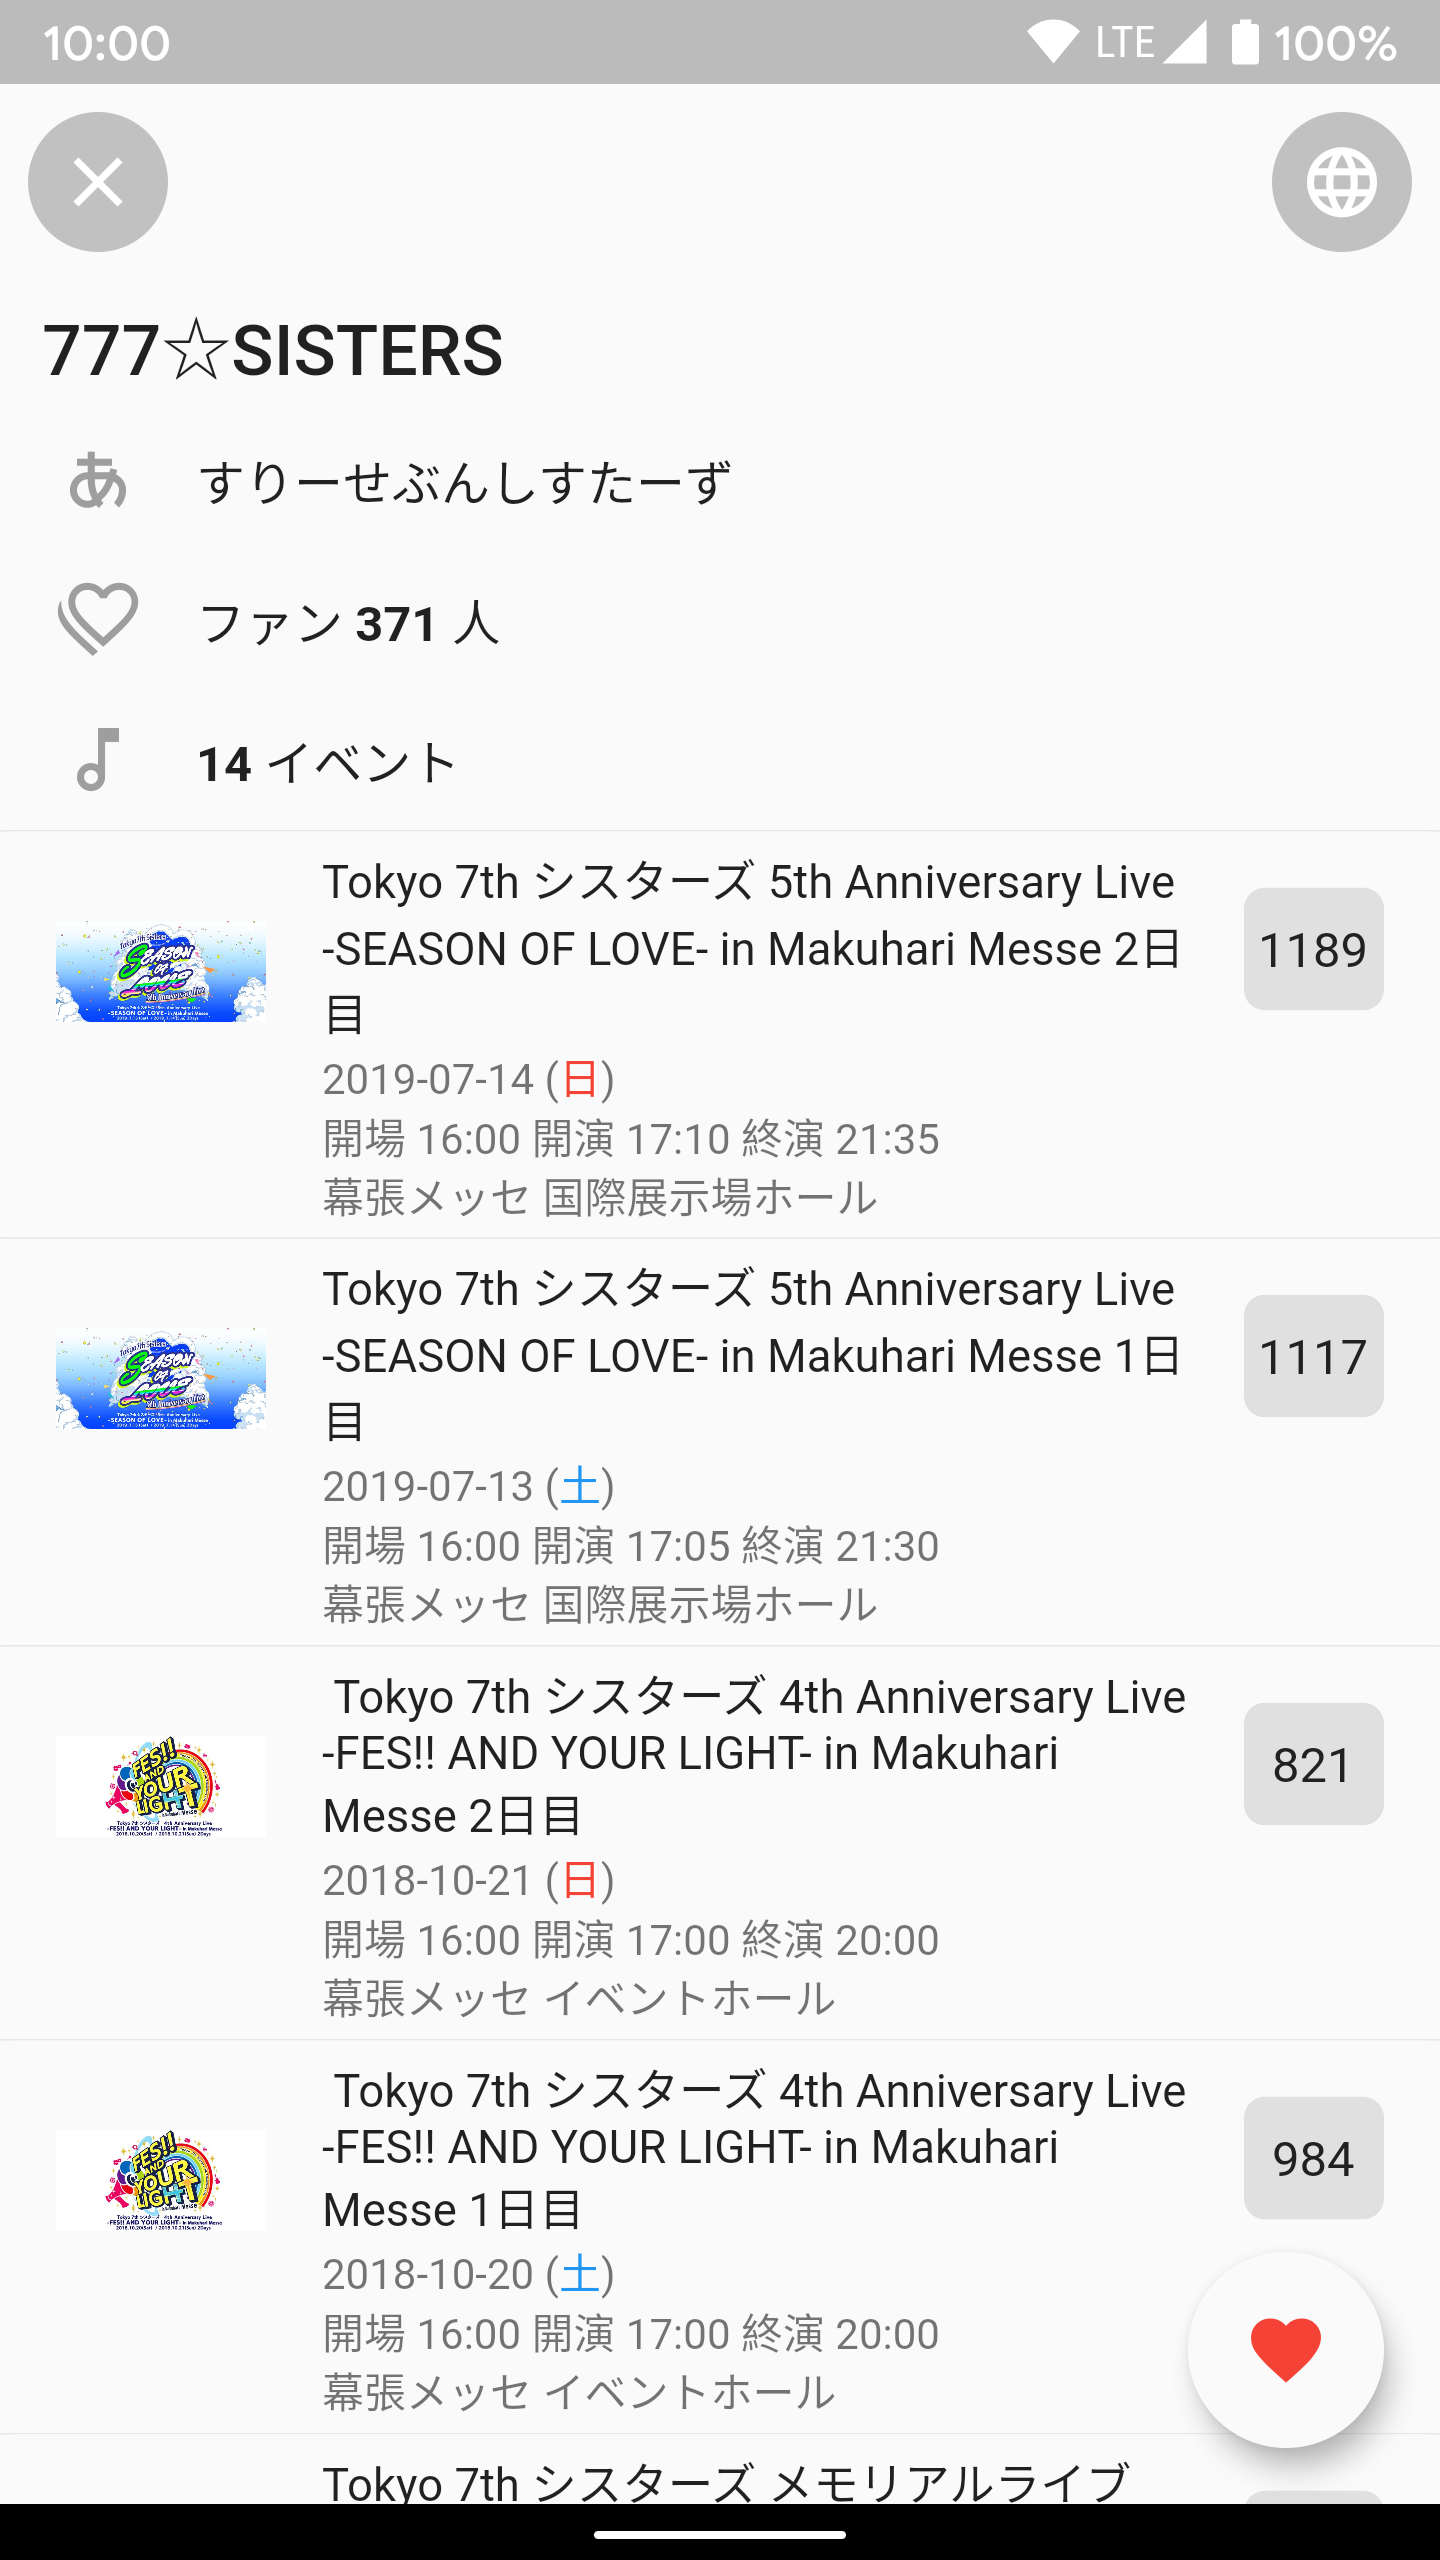 10:00
LTE
100%
777☆SISTERS
あ
すりーせぶんしすたーず
ファン 371 人
14 イベント
Tokyo 7th シスターズ 5th Anniversary Live
-SEASON OF LOVE- in Makuhari Messe 2日
目
1189
2019-07-14 (日)
開場 16:00 開演 17:10 終演 21:35
幕張メッセ 国際展示場ホール
Tokyo 7th シスターズ 5th Anniversary Live
-SEASON OF LOVE- in Makuhari Messe 1日
目
1117
2019-07-13 (土)
開場 16:00 開演 17:05 終演 21:30
幕張メッセ 国際展示場ホール
FES!!
AND
YOUR
LIGHT
Tokyo 7th シスターズ 4th Anniversary Live
-FES!! AND YOUR LIGHT- in Makuhari
Messe 2日目
821
2018-10-21 (日)
開場 16:00 開演 17:00 終演 20:00
幕張メッセ イベントホール
FES!!
AND
YOUR
LIGHT
Tokyo 7th シスターズ 4th Anniversary Live
-FES!! AND YOUR LIGHT- in Makuhari
Messe 1日目
984
2018-10-20 (土)
開場 16:00 開演 17:00 終演 20:00
幕張メッセ イベントホール
Tokyo 7th シスターズ メモリアルライブ